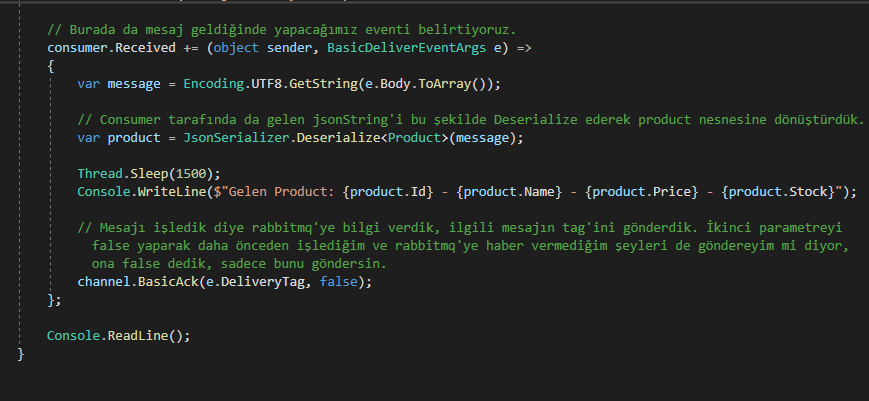 // Burada da mesaj geldiğinde yapacağımız eventi belirtiyoruz.
consumer.Received += (object sender, BasicDeliverEventArgs e) =>
{
var message = Encoding.UTF8.GetString(e.Body.ToArray());
// Consumer tarafında da gelen jsonString'i bu şekilde Deserialize ederek product nesnesine dönüştürdük.
var product = JsonSerializer.Deserialize<Product>(message);
Thread.Sleep(1500);
Console.WriteLine($"Gelen Product: {product.Id} - {product.Name} - {product.Price} - {product.Stock}");
// Mesajı işledik diye rabbitmq'ye bilgi verdik, ilgili mesajın tag'ini gönderdik. İkinci parametreyi
false yaparak daha önceden işlediğim ve rabbitmq'ye haber vermediğim şeyleri de göndereyim mi diyor,
ona false dedik, sadece bunu göndersin.
channel.BasicAck(e.DeliveryTag, false);
};
Console.ReadLine();
}